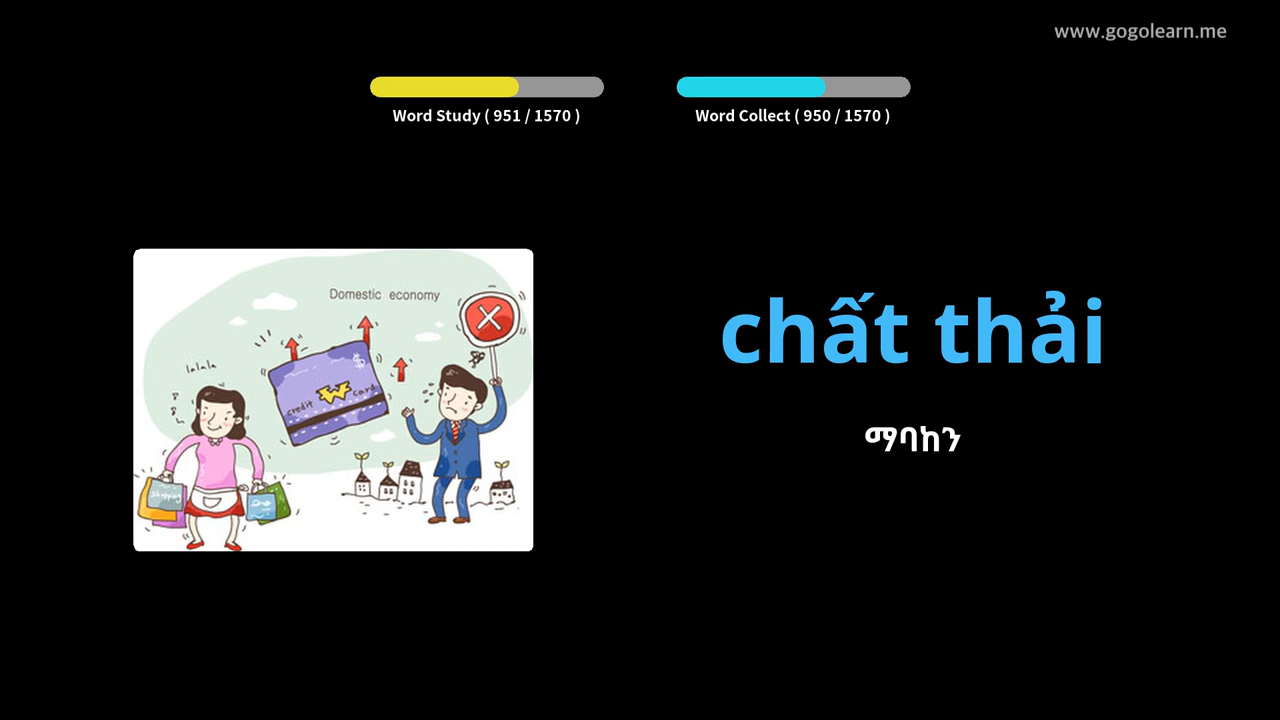 www.gogolearn.me
Word Study ( 951 / 1570 )
Word Collect ( 950 / 1570 )
Domestic economy
lalala
$
W
credit card
Shopping
chất thải
ማባከን